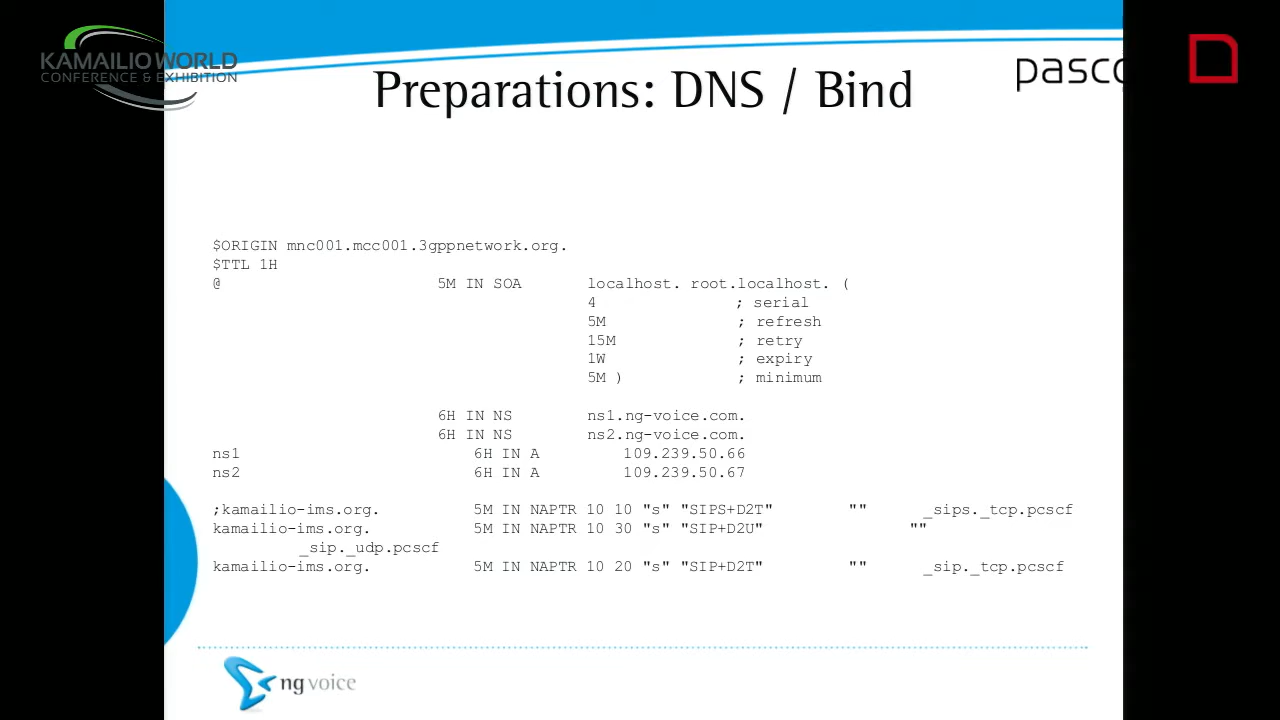 KAMAILIO WORLD
CONFERENCE & EXHIBITION
Preparations: DNS / Bind
$ORIGIN mnc001.mcc001.3gppnetwork.org.
$TTL 1H
@ 5M IN SOA localhost. root.localhost. (
4 ; serial
5M ; refresh
15M ; retry
1W ; expiry
5M ) ; minimum
6H IN NS ns1.ng-voice.com.
6H IN NS ns2.ng-voice.com.
ns1 6H IN A 109.239.50.66
ns2 6H IN A 109.239.50.67
;kamailio-ims.org. 5M IN NAPTR 10 10 "s" "SIPS+D2T" "" _sips._tcp.pcscf
kamailio-ims.org. 5M IN NAPTR 10 30 "s" "SIP+D2U" ""
_sip._udp.pcscf
kamailio-ims.org. 5M IN NAPTR 10 20 "s" "SIP+D2T" "" _sip._tcp.pcscf
ng voice